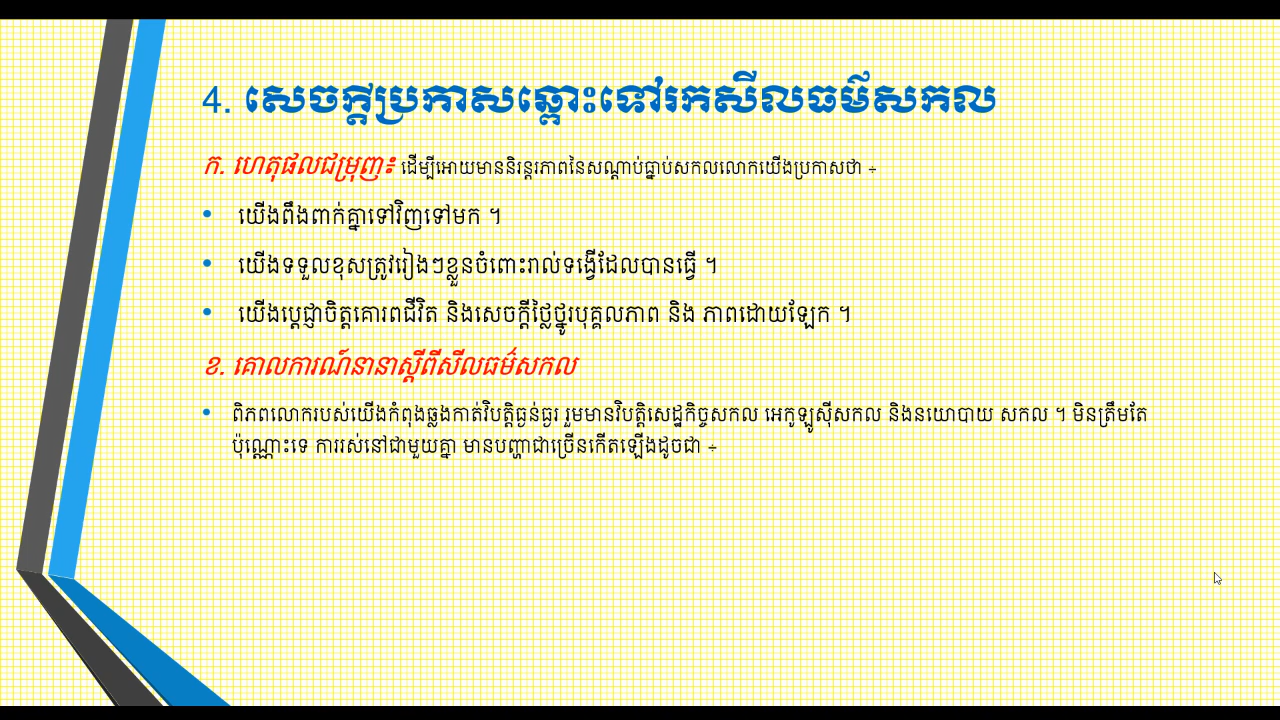 4. សេចក្តីប្រកាសឆ្ពោះទៅរកសីលធម៌សកល
ក. ហេតុផលជម្រុញ៖ ដើម្បីអោយមាននិរន្តរភាពនៃសណ្តាប់ធ្នាប់សកលលោកយើងប្រកាសថា ÷
• យើងពឹងពាក់គ្នាទៅវិញទៅមក ។
• យើងទទួលខុសត្រូវរៀងៗខ្លួនចំពោះរាល់ទង្វើដែលបានធ្វើ ។
• យើងប្តេជ្ញាចិត្តគោរពជីវិត និងសេចក្តីថ្លៃថ្នូរបុគ្គលភាព និង ភាពដោយឡែក ។
ខ. គោលការណ៍នានាស្តីពីសីលធម៌សកល
• ពិភពលោករបស់យើងកំពុងឆ្លងកាត់វិបត្តិធ្ងន់ធ្ងរ រួមមានវិបត្តិសេដ្ឋកិច្ចសកល អេកូឡូស៊ីសកល និងនយោបាយ សកល ។ មិនត្រឹមតែ
ប៉ុណ្ណោះទេ ការរស់នៅជាមួយគ្នា មានបញ្ហាជាច្រើនកើតឡើងដូចជា ÷